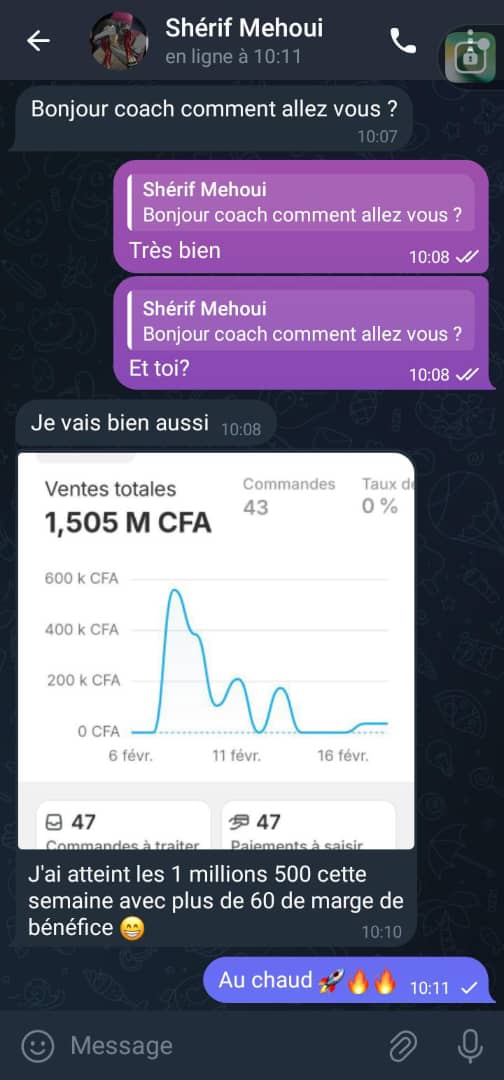 Shérif Mehoui
en ligne à 10:11
Bonjour coach comment allez vous ?
10:07
Shérif Mehoui
Bonjour coach comment allez vous ?
Très bien
10:08
Shérif Mehoui
Bonjour coach comment allez vous ?
Et toi?
10:08
Je vais bien aussi 10:08
Ventes totales
1,505 M CFA
Commandes
43
Taux de
0 %
600 k CFA
400 k CFA
200 k CFA
0 CFA
6 févr. 11 févr. 16 févr.
47
Commandes à traiter
47
Paiements à saisir
J'ai atteint les 1 millions 500 cette
semaine avec plus de 60 de marge de
bénéfice 😁
10:10
Au chaud 🚀🔥🔥 10:11
Message